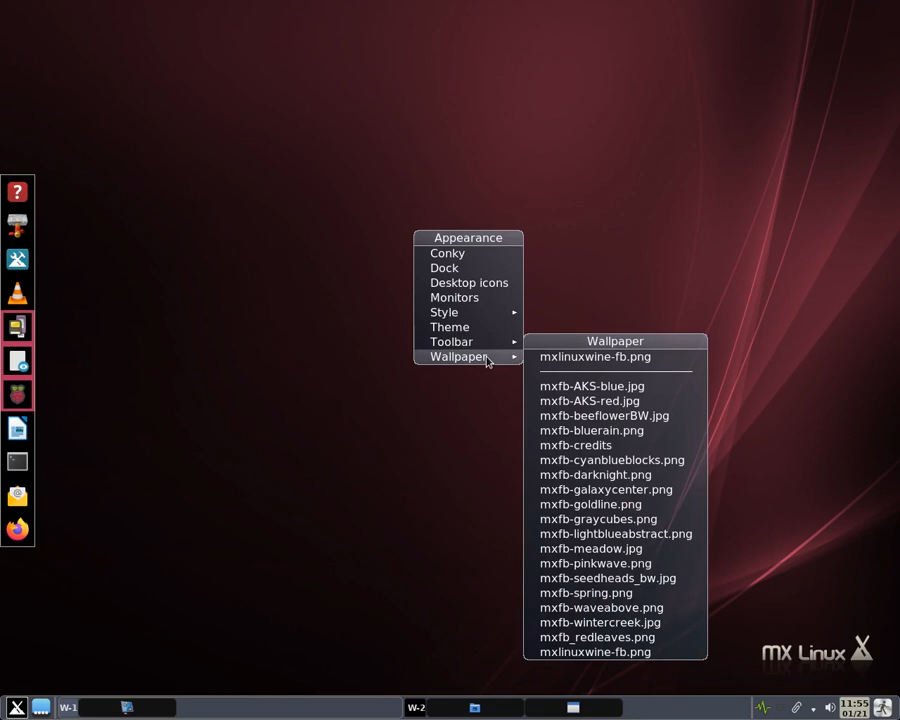 Appearance
Conky
Dock
Desktop icons
Monitors
Style
Theme
Toolbar
Wallpaper
Wallpaper
mxlinuxwine-fb.png
mxfb-AKS-blue.jpg
mxfb-AKS-red.jpg
mxfb-beeflowerBW.jpg
mxfb-bluerain.png
mxfb-credits
mxfb-cyanblueblocks.png
mxfb-darknight.png
mxfb-galaxycenter.png
mxfb-goldline.png
mxfb-graycubes.png
mxfb-lightblueabstract.png
mxfb-meadow.jpg
mxfb-pinkwave.png
mxfb-seedheads_bw.jpg
mxfb-spring.png
mxfb-waveabove.png
mxfb-wintercreek.jpg
mxfb_redleaves.png
mxlinuxwine-fb.png
MX Linux
W-1
W-2
11:55
01/21